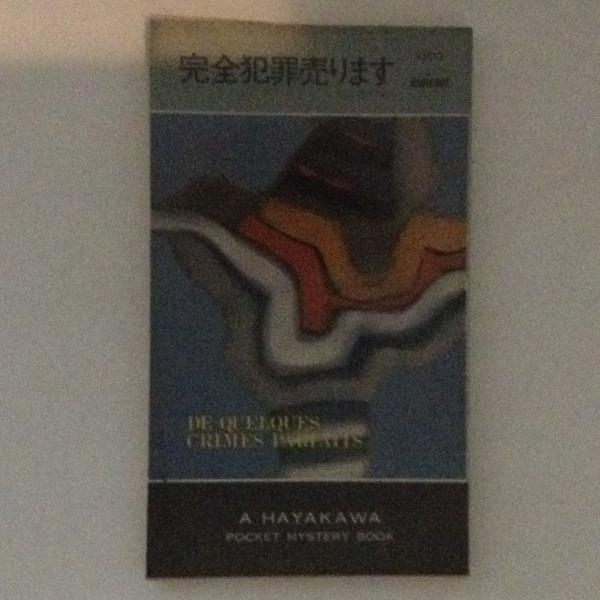 完全犯罪売ります
DE QUELQUES
CRIMES PARFAITS
A HAYAKAWA
POCKET MYSTERY BOOK